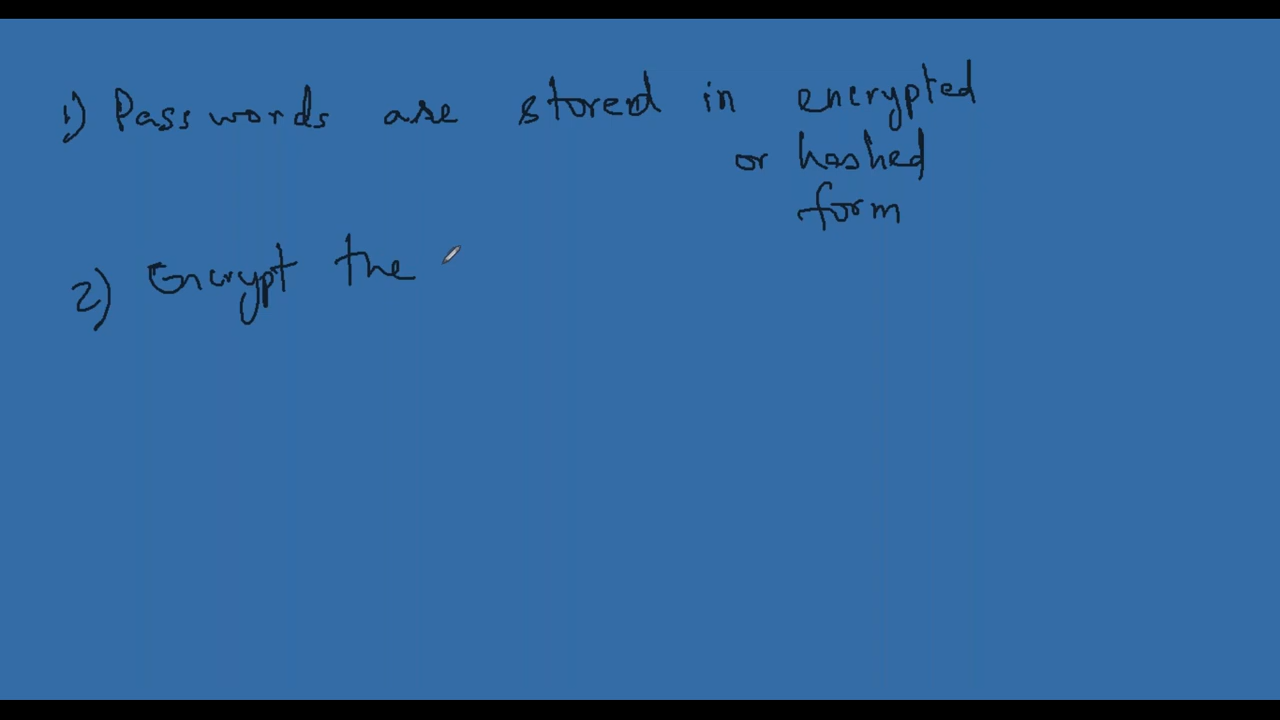 1) Passwords are stored in encrypted
or hashed
form
2) Encrypt the